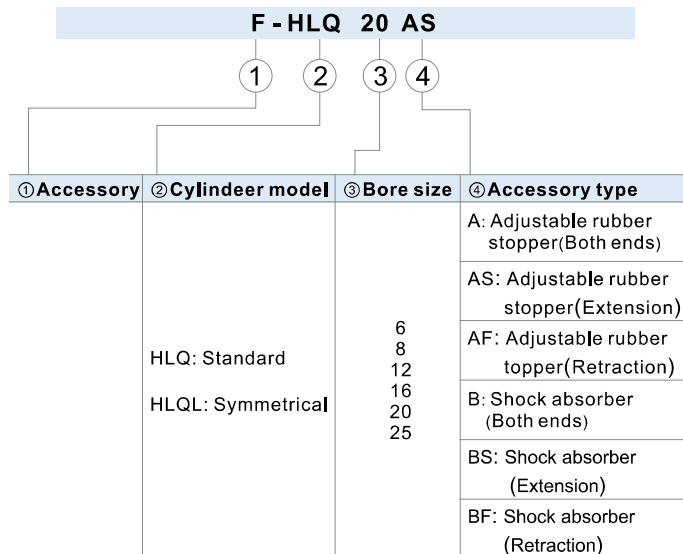 F - HLQ 20 AS
1 2 3 4
①Accessory ②Cylindeer model ③Bore size ④Accessory type
HLQ: Standard
HLQL: Symmetrical
6
8
12
16
20
25
A: Adjustable rubber
stopper(Both ends)
AS: Adjustable rubber
stopper(Extension)
AF: Adjustable rubber
topper(Retraction)
B: Shock absorber
(Both ends)
BS: Shock absorber
(Extension)
BF: Shock absorber
(Retraction)